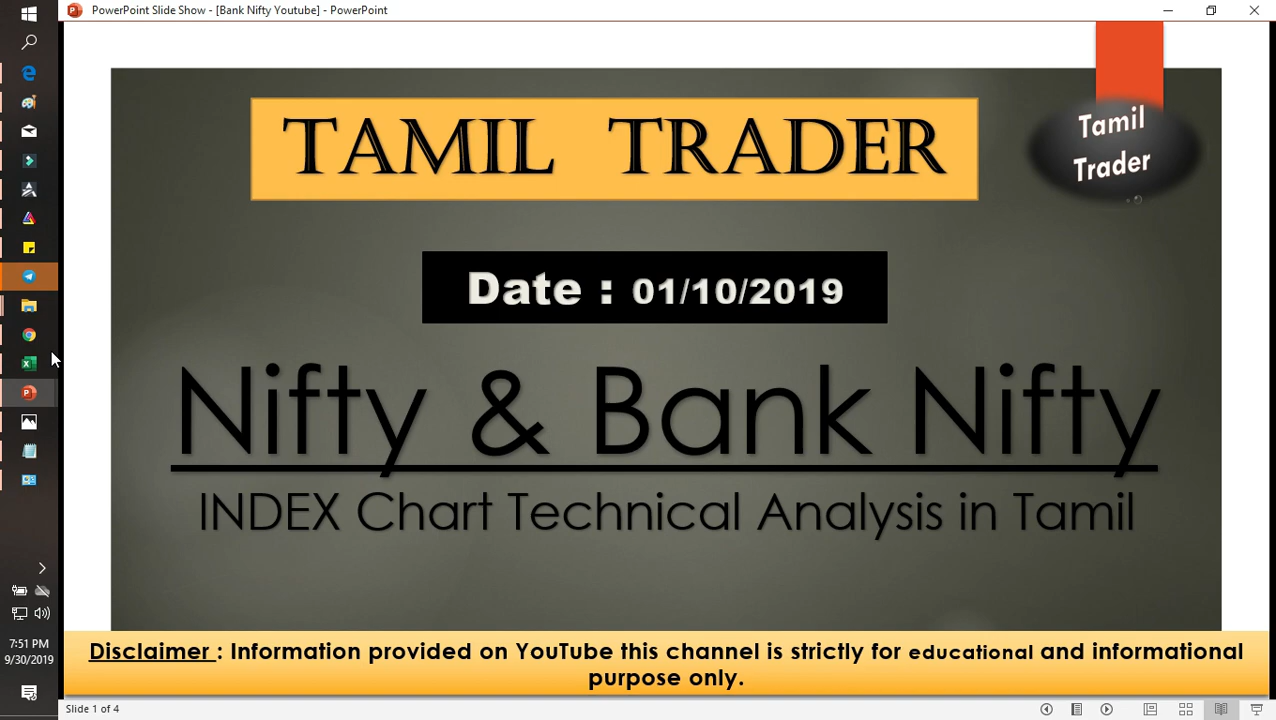 PowerPoint Slide Show - [Bank Nifty Youtube] - PowerPoint
TAMIL TRADER
Tamil
Trader
Date : 01/10/2019
Nifty & Bank Nifty
INDEX Chart Technical Analysis in Tamil
Disclaimer : Information provided on YouTube this channel is strictly for educational and informational
purpose only.
7:51 PM
9/30/2019
Slide 1 of 4